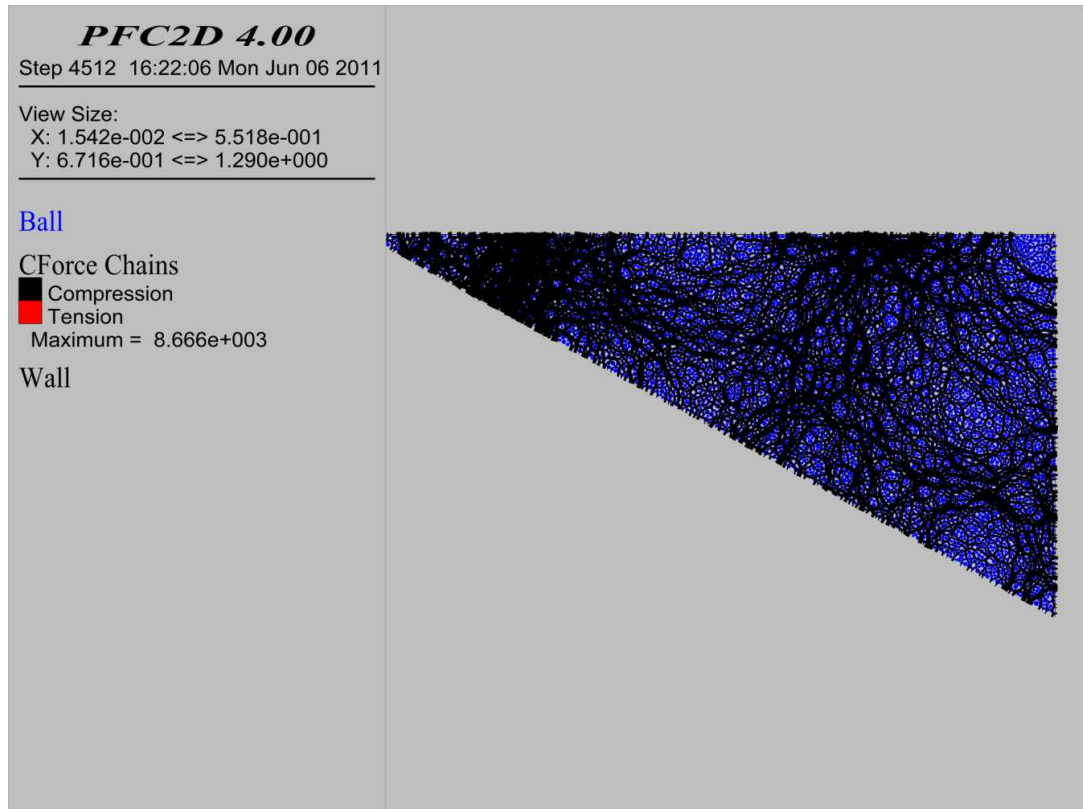 PFC2D 4.00
Step 4512 16:22:06 Mon Jun 06 2011
View Size:
X: 1.542e-002 <=> 5.518e-001
Y: 6.716e-001 <=> 1.290e+000
Ball
CForce Chains
Compression
Tension
Maximum = 8.666e+003
Wall